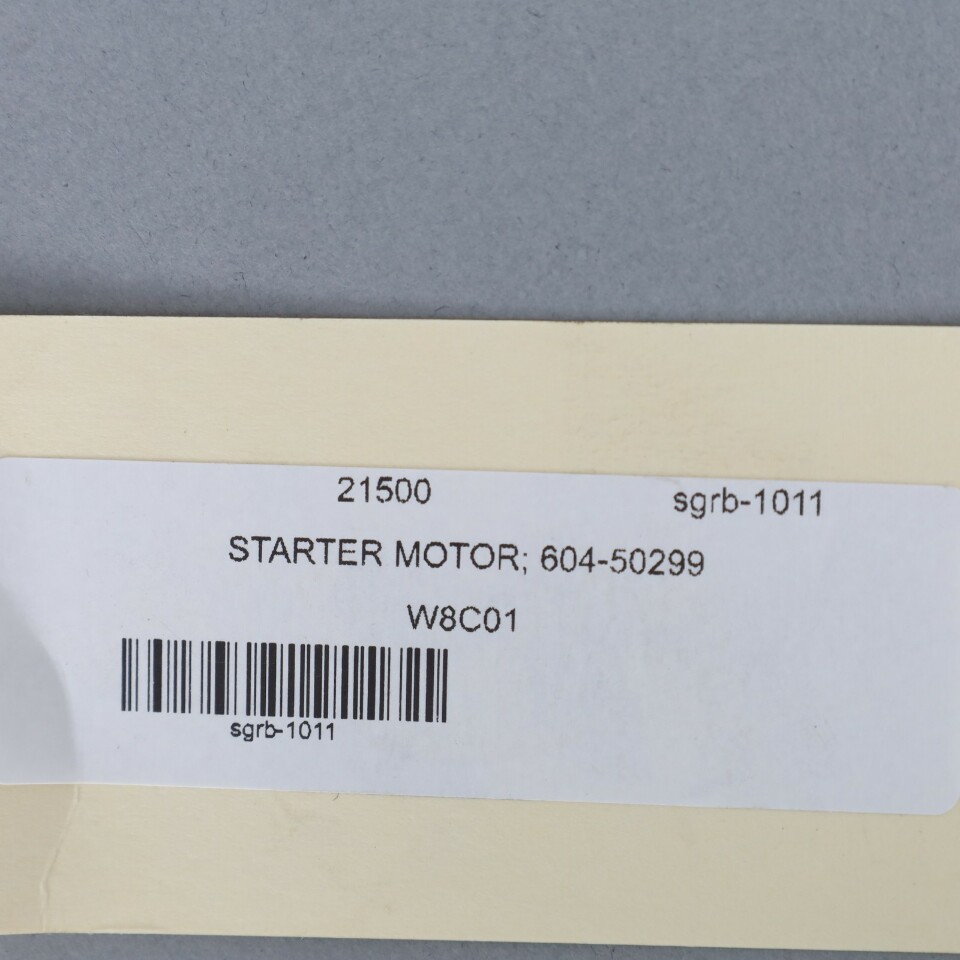 21500 sgrb-1011
STARTER MOTOR; 604-50299
W8C01
sgrb-1011